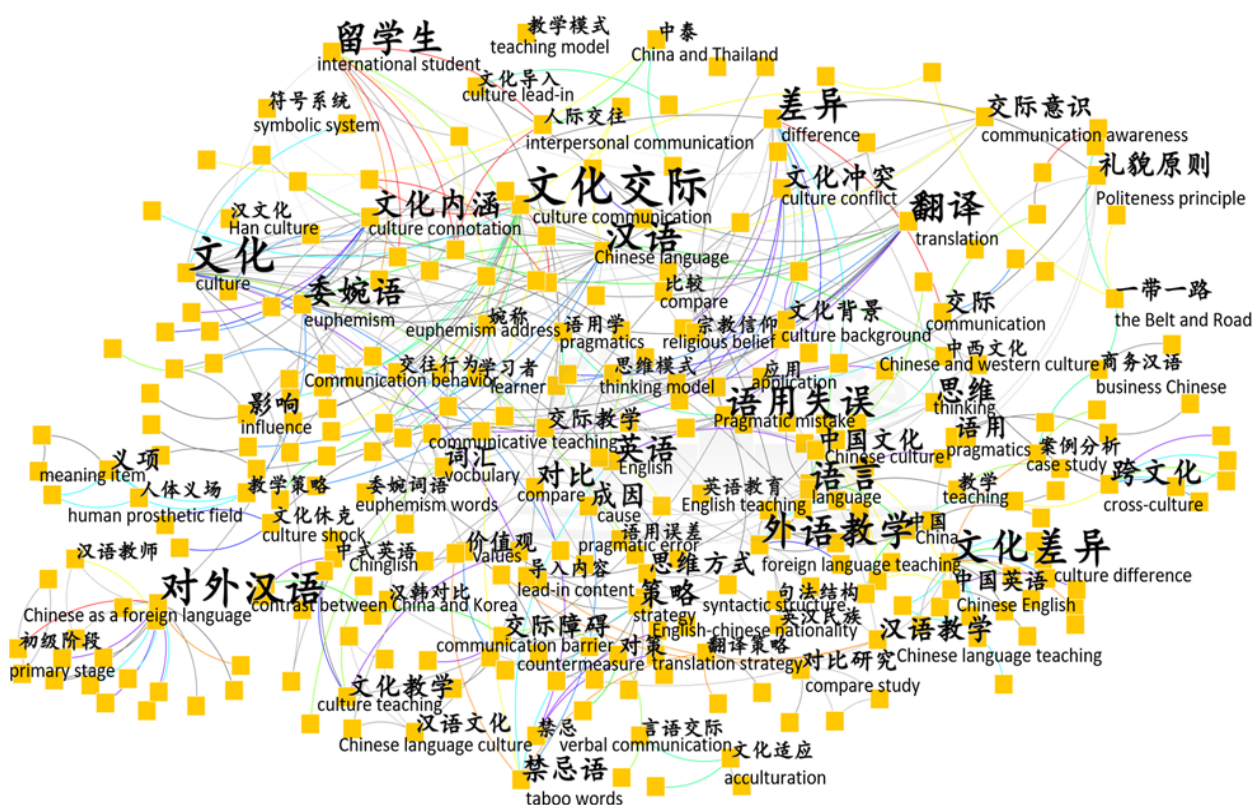 留学生
international student
教学模式
teaching model
中泰
China and Thailand
文化导入
culture lead-in
符号系统
symbolic system
人际交往
interpersonal communication
差异
difference
交际意识
communication awareness
礼貌原则
Politeness principle
文化交际
culture communication
文化冲突
culture conflict
文化内涵
culture connotation
汉文化
Han culture
翻译
translation
汉语
Chinese language
文化
culture
委婉语
euphemism
比较
compare
一带一路
the Belt and Road
交际
communication
婉称
euphemism address
语用学
pragmatics
宗教信仰
religious belief
文化背景
culture background
中西文化
Chinese and western culture
商务汉语
business Chinese
交往行为
Communication behavior
学习者
learner
思维模式
thinking model
应用
application
思维
thinking
影响
influence
语用失误
Pragmatic mistake
交际教学
communicative teaching
英语
English
中国文化
Chinese culture
语用
pragmatics
案例分析
case study
义项
meaning item
词汇
vocbulary
对比
compare
语言
language
跨文化
cross-culture
人体义场
human prosthetic field
教学策略
委婉词语
euphemism words
成因
cause
英语教育
English teaching
教学
teaching
文化休克
culture shock
语用误差
pragmatic error
外语教学
foreign language teaching
中国
China
文化差异
culture difference
汉语教师
中式英语
Chinglish
价值观
values
导入内容
lead-in content
思维方式
对外汉语
Chinese as a foreign language
汉韩对比
contrast between China and Korea
策略
strategy
句法结构
syntactic structure
中国英语
Chinese English
初级阶段
primary stage
交际障碍
communication barrier
英汉民族
English-chinese nationality
汉语教学
Chinese language teaching
对策
countermeasure
翻译策略
translation strategy
对比研究
compare study
文化教学
culture teaching
汉语文化
Chinese language culture
禁忌
言语交际
verbal communication
文化适应
acculturation
禁忌语
taboo words